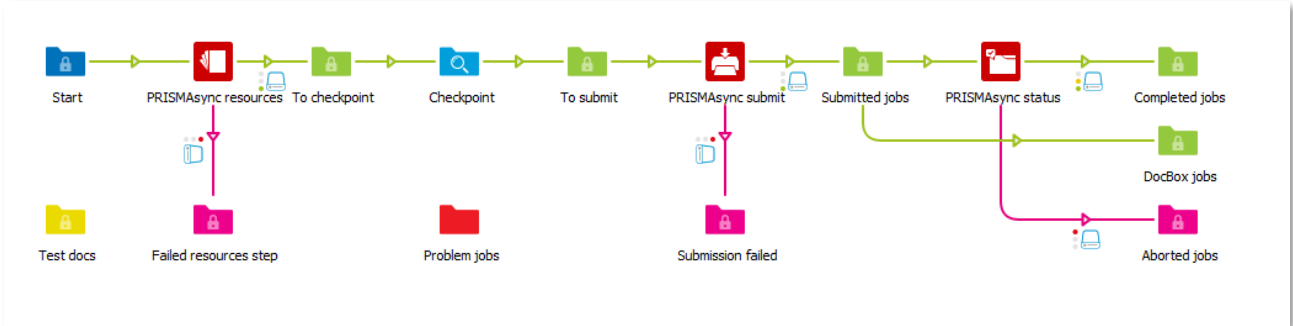 Start
PRISMAsync resources
To checkpoint
Checkpoint
To submit
PRISMAsync submit
Submitted jobs
PRISMAsync status
Completed jobs
DocBox jobs
Test docs
Failed resources step
Problem jobs
Submission failed
Aborted jobs